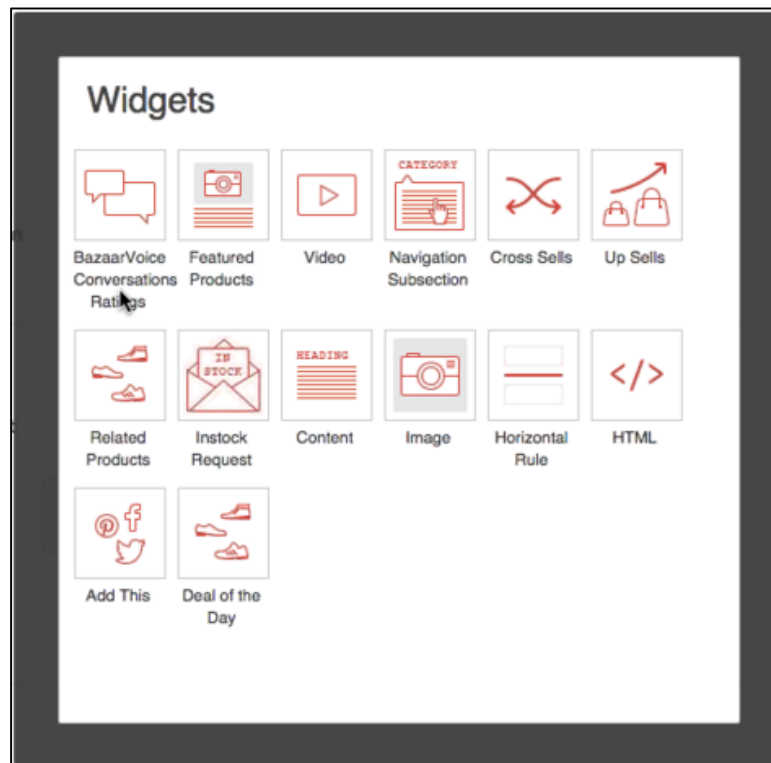 Widgets
CATEGORY
BazaarVoice
Conversations
Ratings
Featured
Products
Video
Navigation
Subsection
Cross Sells
Up Sells
IN
STOCK
HEADING
</>
Related
Products
Instock
Request
Content
Image
Horizontal
Rule
HTML
Add This
Deal of the
Day